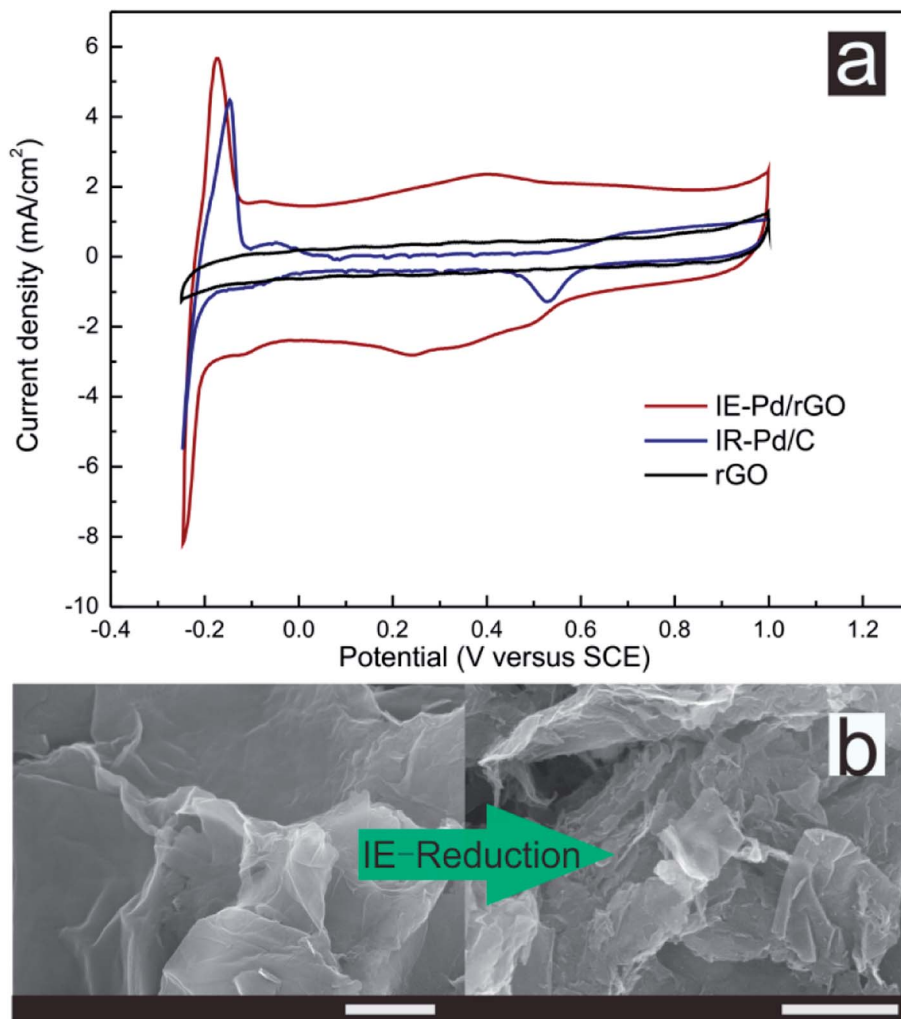 a
6
4
2
0
-2
-4
-6
-8
-10
Current density (mA/cm²)
IE-Pd/rGO
IR-Pd/C
rGO
-0.4 -0.2 0.0 0.2 0.4 0.6 0.8 1.0 1.2
Potential (V versus SCE)
b
IE-Reduction